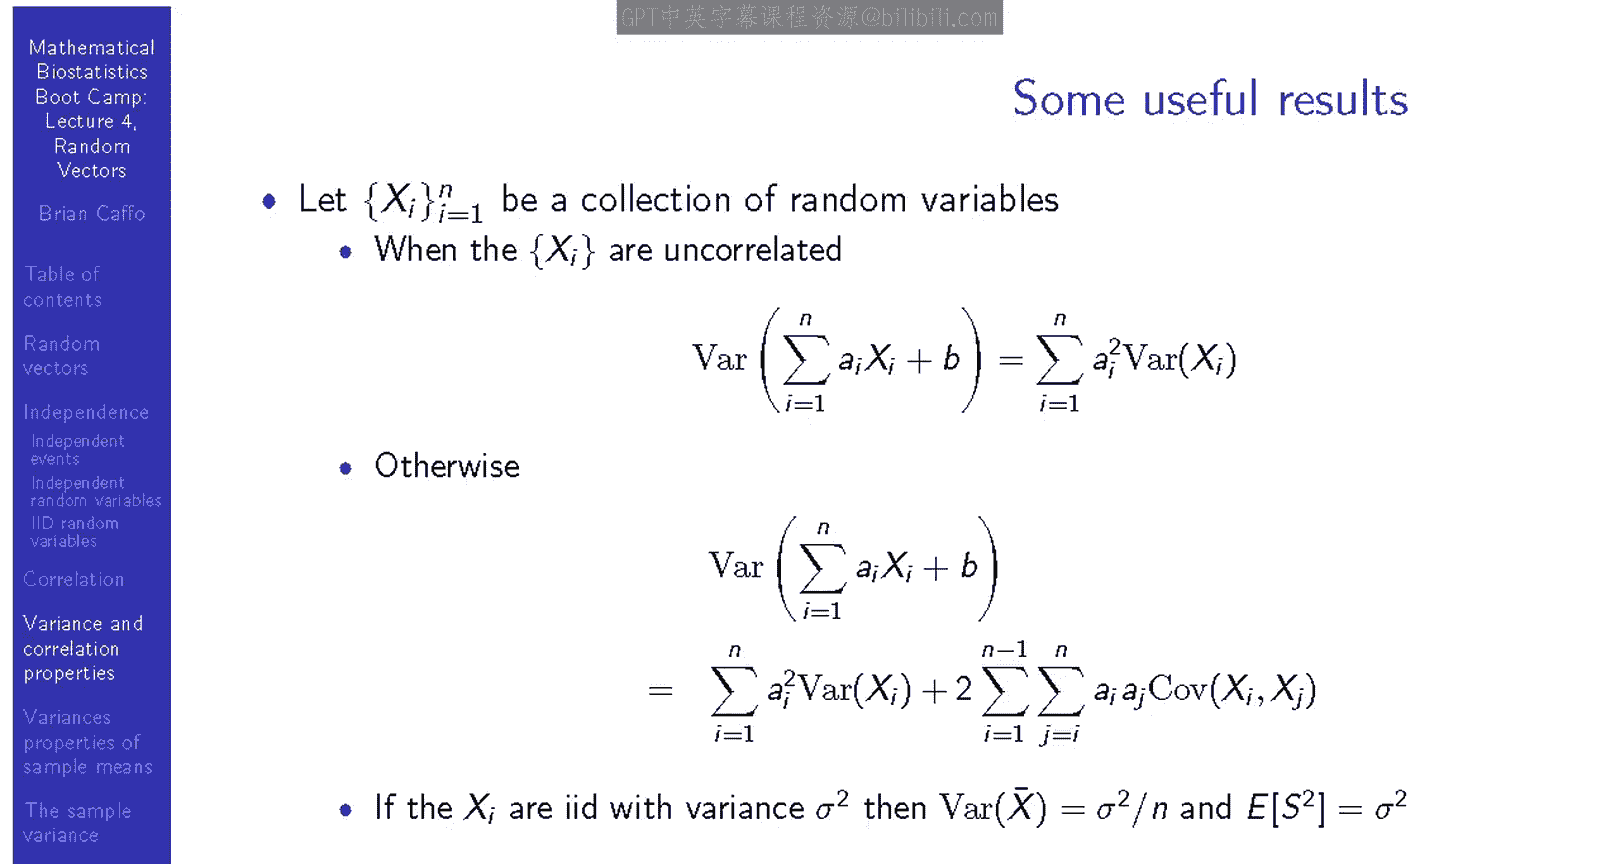 GPT中英字幕课程资源@bilibili.com
Mathematical
Biostatistics
Boot Camp:
Lecture 4,
Random
Vectors
Brian Caffo
Table of
contents
Random
vectors
Independence
Independent
events
Independent
random variables
IID random
variables
Correlation
Variance and
correlation
properties
Variances
properties of
sample means
The sample
variance
Some useful results
• Let {X_i}_{i=1}^n be a collection of random variables
• When the {X_i} are uncorrelated
Var(∑_{i=1}^n a_i X_i + b) = ∑_{i=1}^n a_i^2 Var(X_i)
• Otherwise
Var(∑_{i=1}^n a_i X_i + b)
= ∑_{i=1}^n a_i^2 Var(X_i) + 2 ∑_{i=1}^{n−1} ∑_{j=i}^n a_i a_j Cov(X_i, X_j)
• If the X_i are iid with variance σ^2 then Var(X̄) = σ^2/n and E[S^2] = σ^2